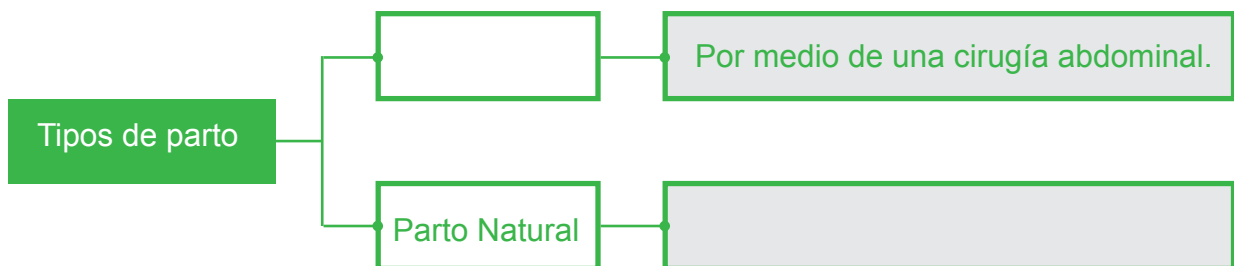 Por medio de una cirugía abdominal.
Tipos de parto
Parto Natural